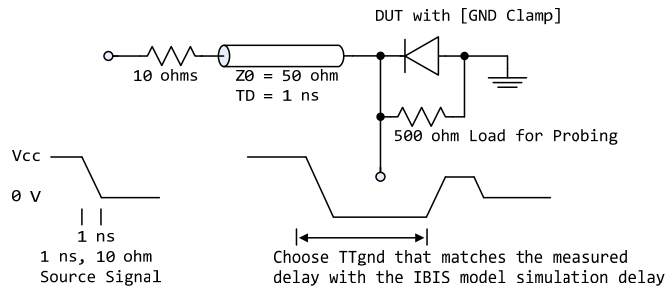 DUT with [GND Clamp]
10 ohms
Z0 = 50 ohm
TD = 1 ns
500 ohm Load for Probing
Vcc
0 V
1 ns
1 ns, 10 ohm
Source Signal
Choose TTgnd that matches the measured
delay with the IBIS model simulation delay